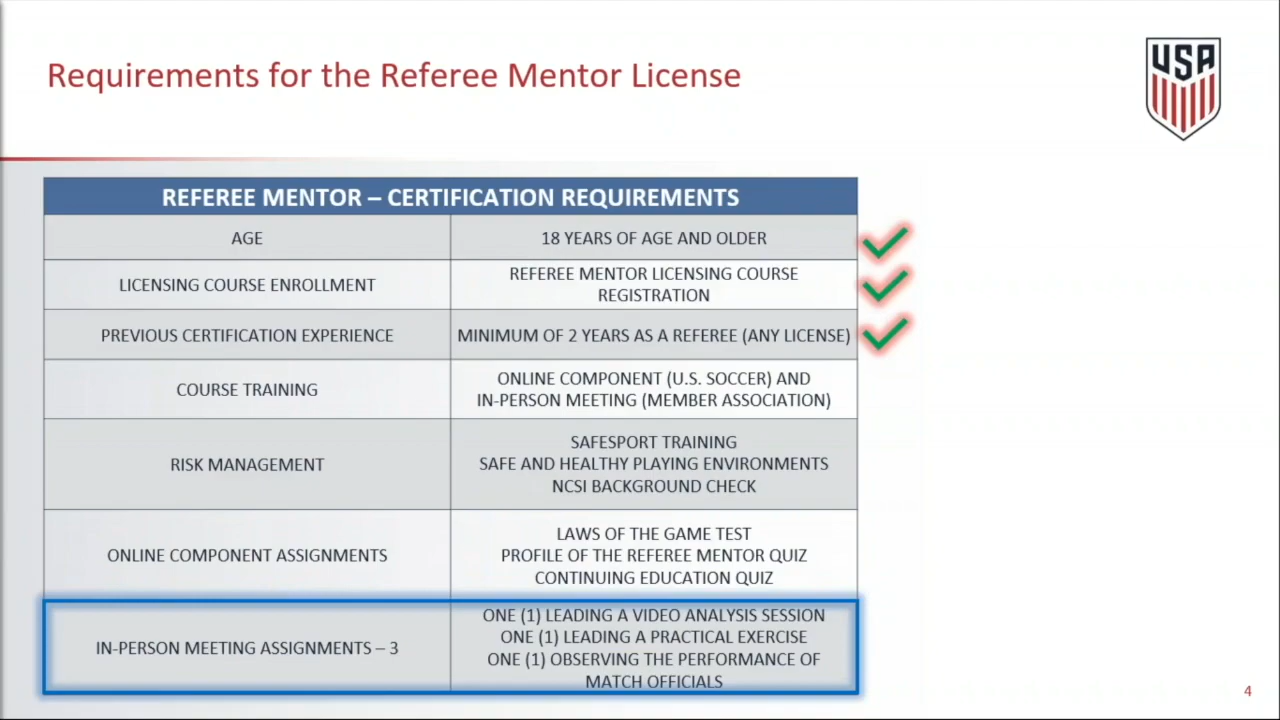 Requirements for the Referee Mentor License
USA
REFEREE MENTOR – CERTIFICATION REQUIREMENTS
AGE
18 YEARS OF AGE AND OLDER
LICENSING COURSE ENROLLMENT
REFEREE MENTOR LICENSING COURSE
REGISTRATION
PREVIOUS CERTIFICATION EXPERIENCE
MINIMUM OF 2 YEARS AS A REFEREE (ANY LICENSE)
COURSE TRAINING
ONLINE COMPONENT (U.S. SOCCER) AND
IN-PERSON MEETING (MEMBER ASSOCIATION)
RISK MANAGEMENT
SAFESPORT TRAINING
SAFE AND HEALTHY PLAYING ENVIRONMENTS
NCSI BACKGROUND CHECK
ONLINE COMPONENT ASSIGNMENTS
LAWS OF THE GAME TEST
PROFILE OF THE REFEREE MENTOR QUIZ
CONTINUING EDUCATION QUIZ
IN-PERSON MEETING ASSIGNMENTS – 3
ONE (1) LEADING A VIDEO ANALYSIS SESSION
ONE (1) LEADING A PRACTICAL EXERCISE
ONE (1) OBSERVING THE PERFORMANCE OF
MATCH OFFICIALS
4